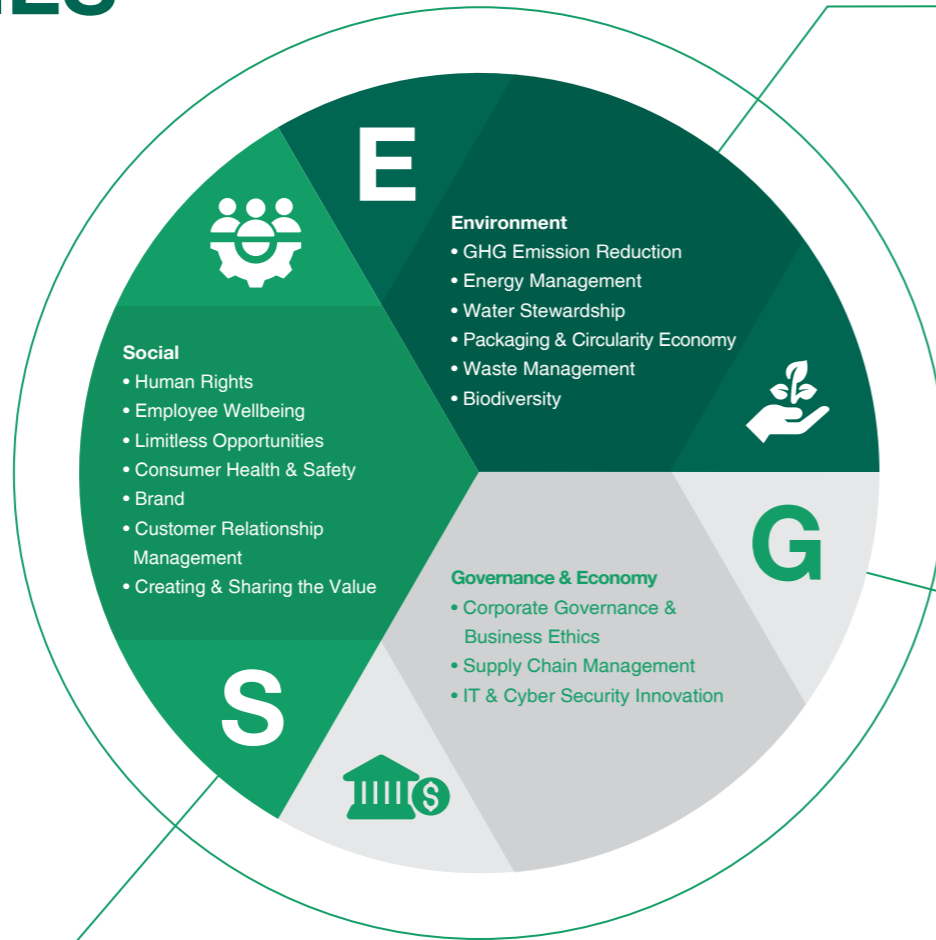 E
Environment
• GHG Emission Reduction
• Energy Management
• Water Stewardship
• Packaging & Circularity Economy
• Waste Management
• Biodiversity
Social
• Human Rights
• Employee Wellbeing
• Limitless Opportunities
• Consumer Health & Safety
• Brand
• Customer Relationship
Management
• Creating & Sharing the Value
S
G
Governance & Economy
• Corporate Governance &
Business Ethics
• Supply Chain Management
• IT & Cyber Security Innovation
$